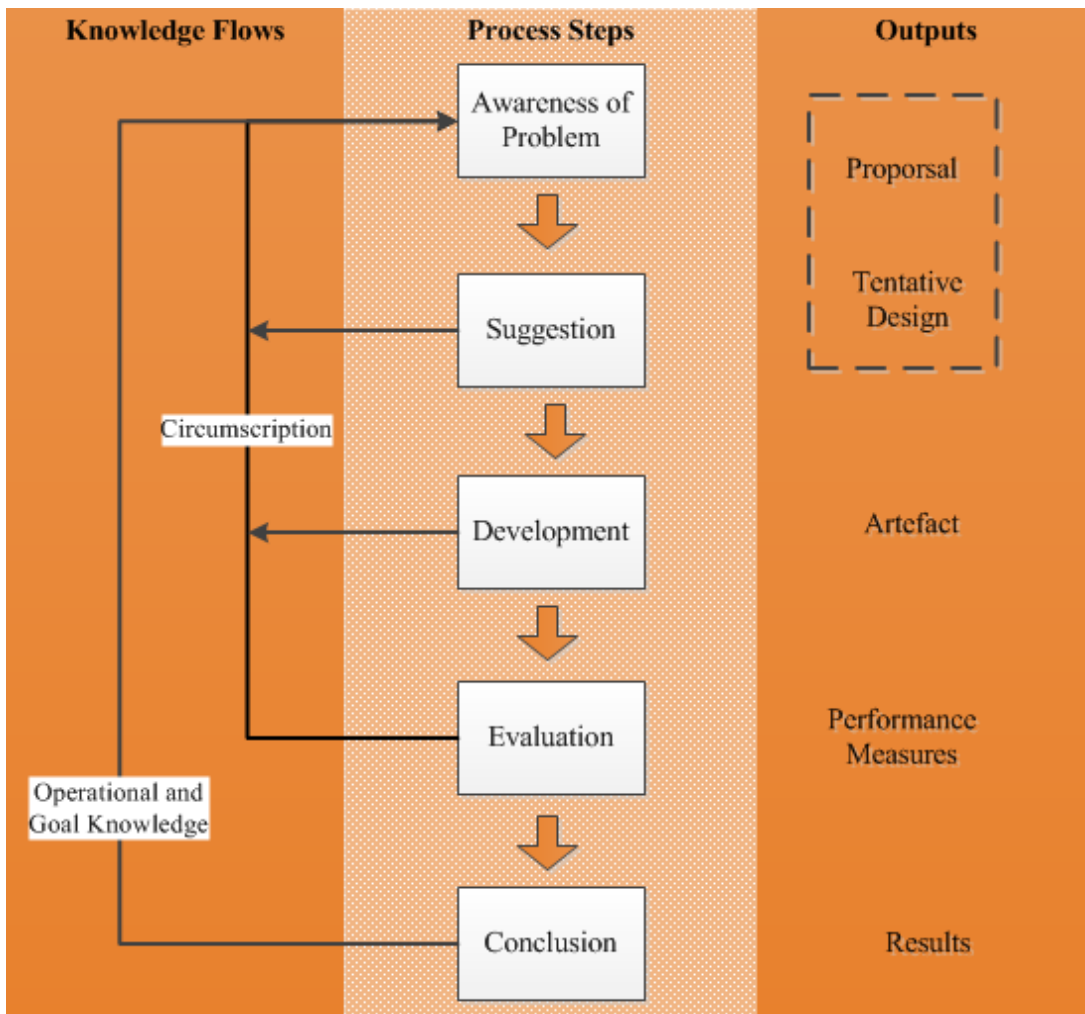 Knowledge Flows
Process Steps
Outputs
Awareness of
Problem
Proporsal
Suggestion
Tentative
Design
Circumscription
Development
Artefact
Evaluation
Performance
Measures
Operational and
Goal Knowledge
Conclusion
Results